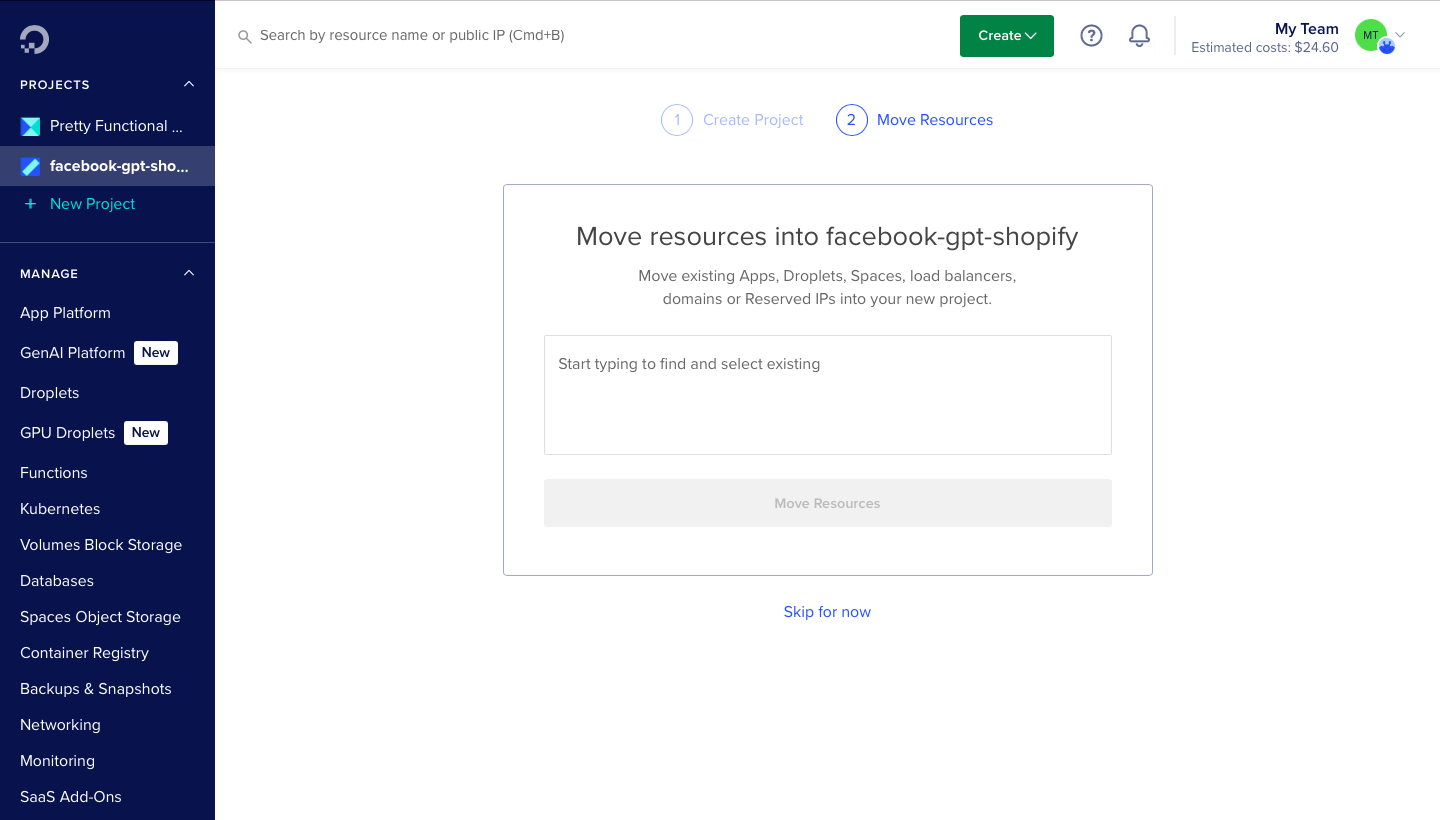 Search by resource name or public IP (Cmd+B)
Create
My Team
Estimated costs: $24.60
MT
PROJECTS
Pretty Functional ...
facebook-gpt-sho...
+ New Project
MANAGE
App Platform
GenAI Platform New
Droplets
GPU Droplets New
Functions
Kubernetes
Volumes Block Storage
Databases
Spaces Object Storage
Container Registry
Backups & Snapshots
Networking
Monitoring
SaaS Add-Ons
1 Create Project
2 Move Resources
Move resources into facebook-gpt-shopify
Move existing Apps, Droplets, Spaces, load balancers,
domains or Reserved IPs into your new project.
Start typing to find and select existing
Move Resources
Skip for now